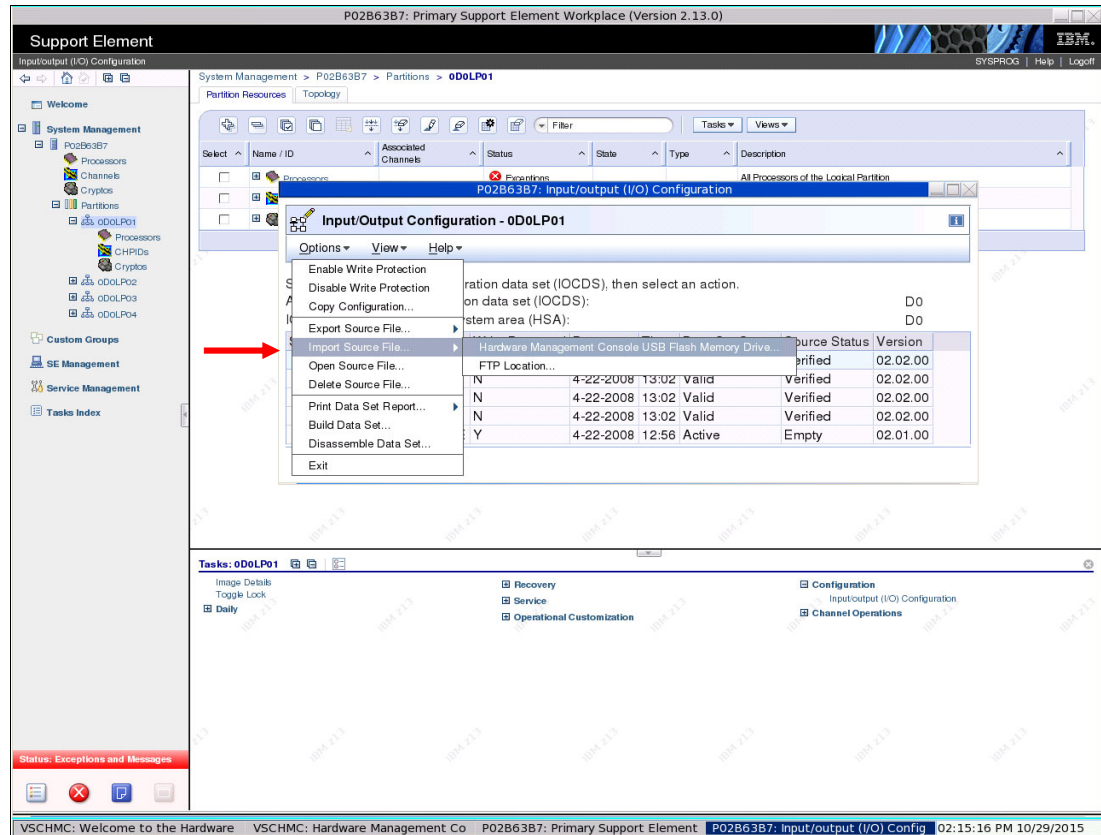 P02B63B7: Primary Support Element Workplace (Version 2.13.0)
Support Element
IBM.
Input/output (I/O) Configuration
SYSPROG | Help | Logoff
System Management > P02B63B7 > Partitions > 0D0LP01
Partition Resources Topology
Welcome
System Management
P02B63B7
Processors
Channels
Cryptos
Partitions
0D0LP01
Processors
CHPIDs
Cryptos
0D0LP02
0D0LP03
0D0LP04
Custom Groups
SE Management
Service Management
Tasks Index
Filter Tasks Views
Select Name / ID Associated Channels Status State Type Description
Processors Exceptions All Processors of the Logical Partition
P02B63B7: Input/output (I/O) Configuration
Input/Output Configuration - 0D0LP01
Options View Help
Enable Write Protection
Disable Write Protection
Copy Configuration...
Export Source File...
Import Source File...
Open Source File...
Delete Source File...
Print Data Set Report...
Build Data Set...
Disassemble Data Set...
Exit
Hardware Management Console USB Flash Memory Drive...
FTP Location...
ration data set (IOCDS), then select an action.
on data set (IOCDS): D0
stem area (HSA): D0
Source Status Version
erified 02.02.00
N 4-22-2008 13:02 Valid Verified 02.02.00
N 4-22-2008 13:02 Valid Verified 02.02.00
N 4-22-2008 13:02 Valid Verified 02.02.00
Y 4-22-2008 12:56 Active Empty 02.01.00
Tasks: 0D0LP01
Image Details
Toggle Lock
Daily
Recovery
Service
Operational Customization
Configuration
Input/output (I/O) Configuration
Channel Operations
IBM 213
Status: Exceptions and Messages
VSCHMC: Welcome to the Hardware VSCHMC: Hardware Management Co P02B63B7: Primary Support Element P02B63B7: Input/output (I/O) Config 02:15:16 PM 10/29/2015